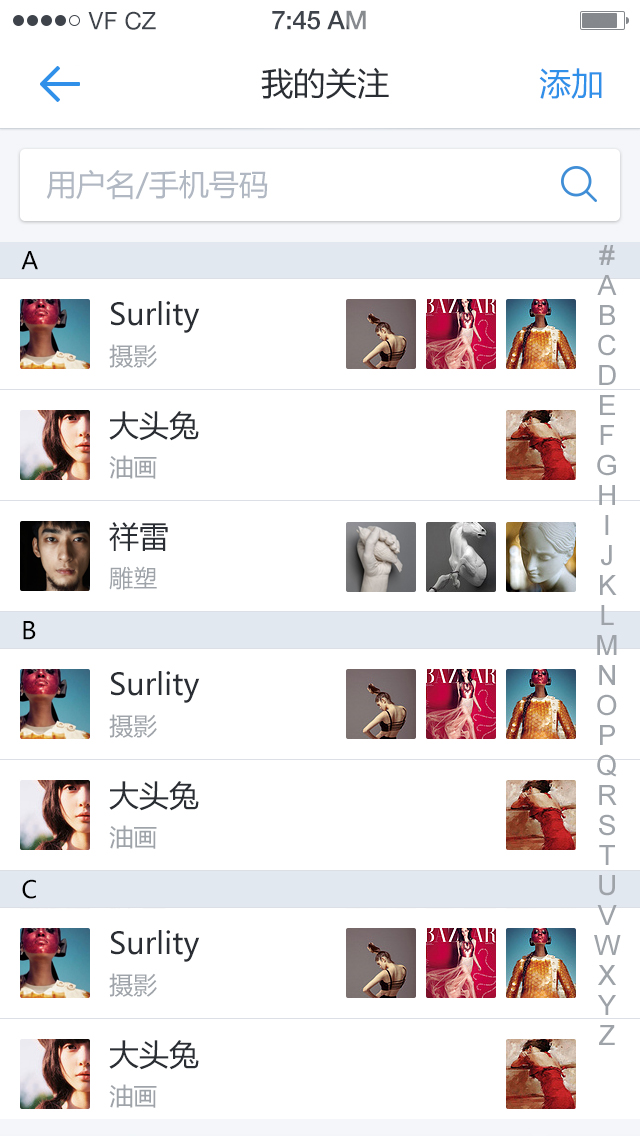 VF CZ 7:45 AM
我的关注 添加
用户名/手机号码
A
Surlity
摄影
BAZAAR
大头兔
油画
祥雷
雕塑
B
Surlity
摄影
BAZAAR
大头兔
油画
C
Surlity
摄影
BAZAAR
大头兔
油画
#
A
B
C
D
E
F
G
H
I
J
K
L
M
N
O
P
Q
R
S
T
U
V
W
X
Y
Z